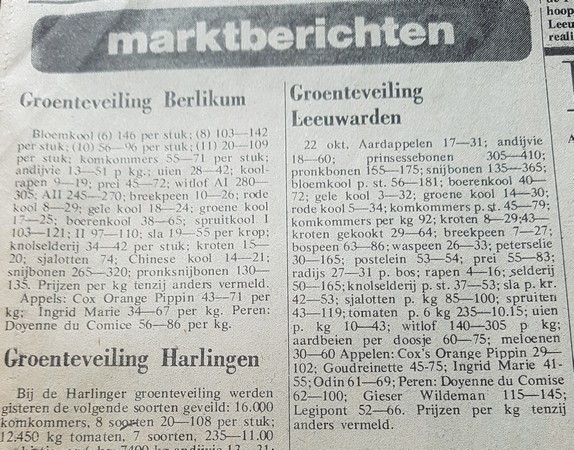 marktberichten
Groenteveiling Berlikum
Bloemkool (6) 146 per stuk; (8) 103—142
per stuk; (10) 56—96 per stuk; (11) 20—109
per stuk; komkommers 55—71 per stuk;
andijvie 13—51 p kg.; uien 28—42; kool-
rapen 9—19; prei 45—72; witlof AI 280—
305; AII 245—270; breekpeen 10—26; rode
kool 8—29; gele kool 18—24; groene kool
17—25; boerenkool 38—65; spruitkool I
103—121; II 97—110; sla 19—55 per krop;
knolselderij 34—42 per stuk; kroten 15—
20; sjalotten 74; Chinese kool 14—21;
snijbonen 265—320; pronksnijbonen 130—
135. Prijzen per kg tenzij anders vermeld.
Appels: Cox Orange Pippin 43—71 per
kg; Ingrid Marie 34—67 per kg. Peren:
Doyenne du Comice 56—86 per kg.
Groenteveiling Harlingen
Bij de Harlinger groenteveiling werden
gisteren de volgende soorten geveild: 16.000
komkommers, 8 soorten 20—108 per stuk;
12.450 kg tomaten, 7 soorten, 235—11.00
7400 kg andijvie 13—31;
Groenteveiling
Leeuwarden
22 okt. Aardappelen 17—31; andijvie
18—60; prinsessebonen 305—410;
pronkbonen 155—175; snijbonen 135—365;
bloemkool p. st. 56—181; boerenkool 40—
72; gele kool 3—32; groene kool 14—30;
rode kool 5—34; komkommers p. st. 45—79;
komkommers per kg 92; kroten 8—29;43—
kroten gekookt 29—64; breekpeen 7—27;
bospeen 63—86; waspeen 26—33; peterselie
30—165; postelein 53—54; prei 55—83;
radijs 27—31 p. bos; rapen 4—16; selderij
50—165; knolselderij p. st. 37—53; sla p. kr.
42—53; sjalotten p. kg 85—100; spruiten
43—119; tomaten p. 6 kg 235—10.15; uien
p. kg 10—43; witlof 140—305 p kg;
aardbeien per doosje 60—75; meloenen
30—60 Appelen: Cox's Orange Pippin 29—
102; Goudreinette 45-75; Ingrid Marie 41-
55; Odin 61—69; Peren: Doyenne du Comise
62—100; Gieser Wildeman 115—145;
Legipont 52—66. Prijzen per kg tenzij
anders vermeld.
hoop
Leeu
reali